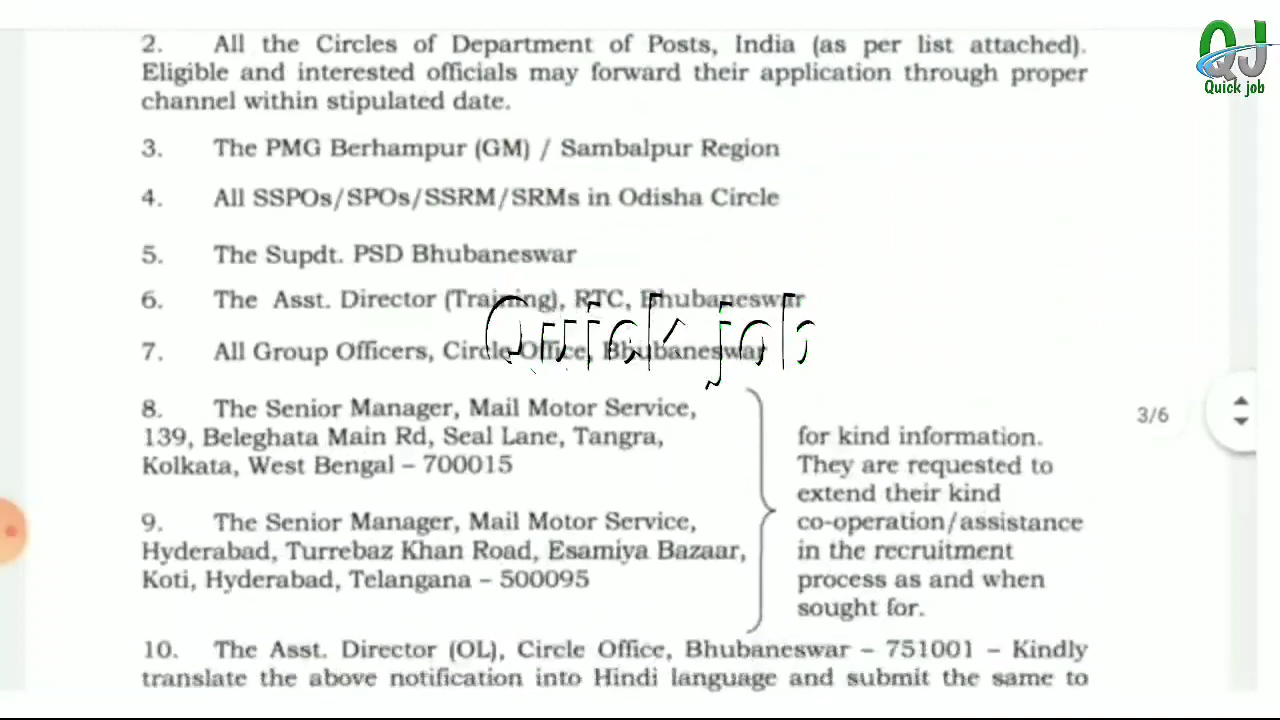 2. All the Circles of Department of Posts, India (as per list attached).
Eligible and interested officials may forward their application through proper
channel within stipulated date.
3. The PMG Berhampur (GM) / Sambalpur Region
4. All SSPOs/SPOs/SSRM/SRMs in Odisha Circle
5. The Supdt. PSD Bhubaneswar
6. The Asst. Director (Training), RTC, Bhubaneswar
Quick job
7. All Group Officers, Circle Office, Bhubaneswar
8. The Senior Manager, Mail Motor Service,
139, Beleghata Main Rd, Seal Lane, Tangra,
Kolkata, West Bengal – 700015
9. The Senior Manager, Mail Motor Service,
Hyderabad, Turrebaz Khan Road, Esamiya Bazaar,
Koti, Hyderabad, Telangana – 500095
for kind information.
They are requested to
extend their kind
co-operation/assistance
in the recruitment
process as and when
sought for.
10. The Asst. Director (OL), Circle Office, Bhubaneswar – 751001 – Kindly
translate the above notification into Hindi language and submit the same to
3/6
QJ
Quick job